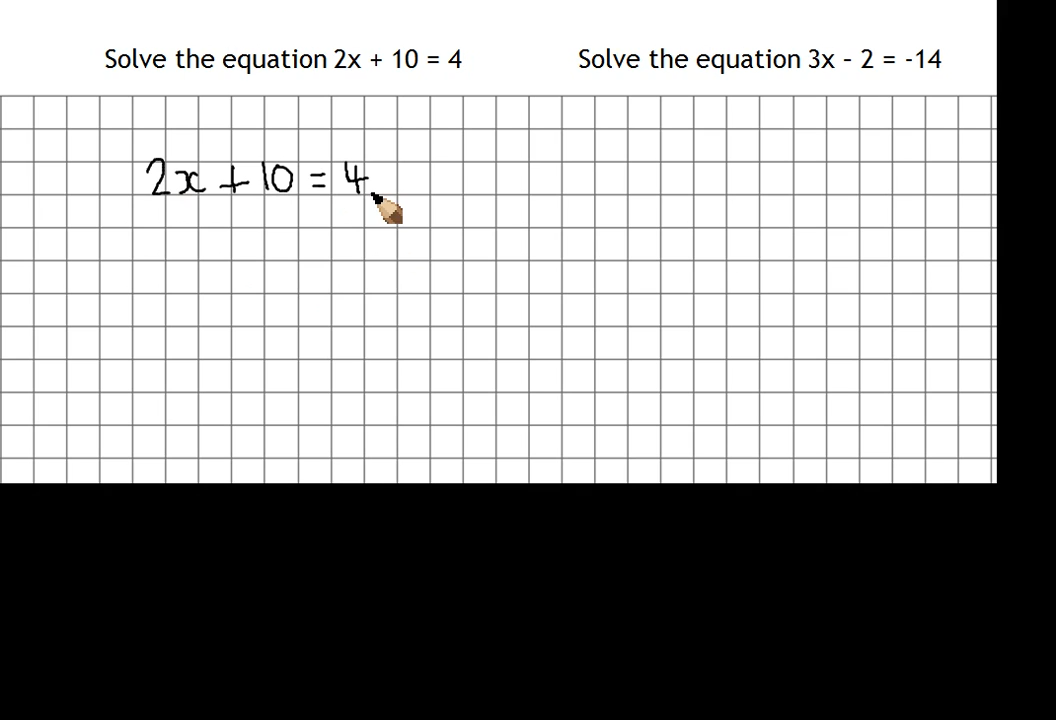 Solve the equation 2x + 10 = 4
Solve the equation 3x - 2 = -14
2x + 10 = 4